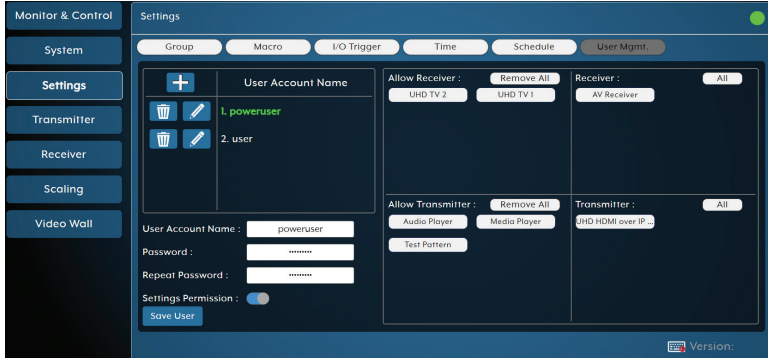 Monitor & Control
System
Settings
Transmitter
Receiver
Scaling
Video Wall
Settings
Group
Macro
I/O Trigger
Time
Schedule
User Mgmt.
+
User Account Name
1. poweruser
2. user
User Account Name :
poweruser
Password :
•••••••••
Repeat Password :
•••••••••
Settings Permission :
Save User
Allow Receiver :
Remove All
UHD TV 2
UHD TV 1
Receiver :
All
AV Receiver
Allow Transmitter :
Remove All
Audio Player
Media Player
Test Pattern
Transmitter :
All
UHD HDMI over IP ...
Version: